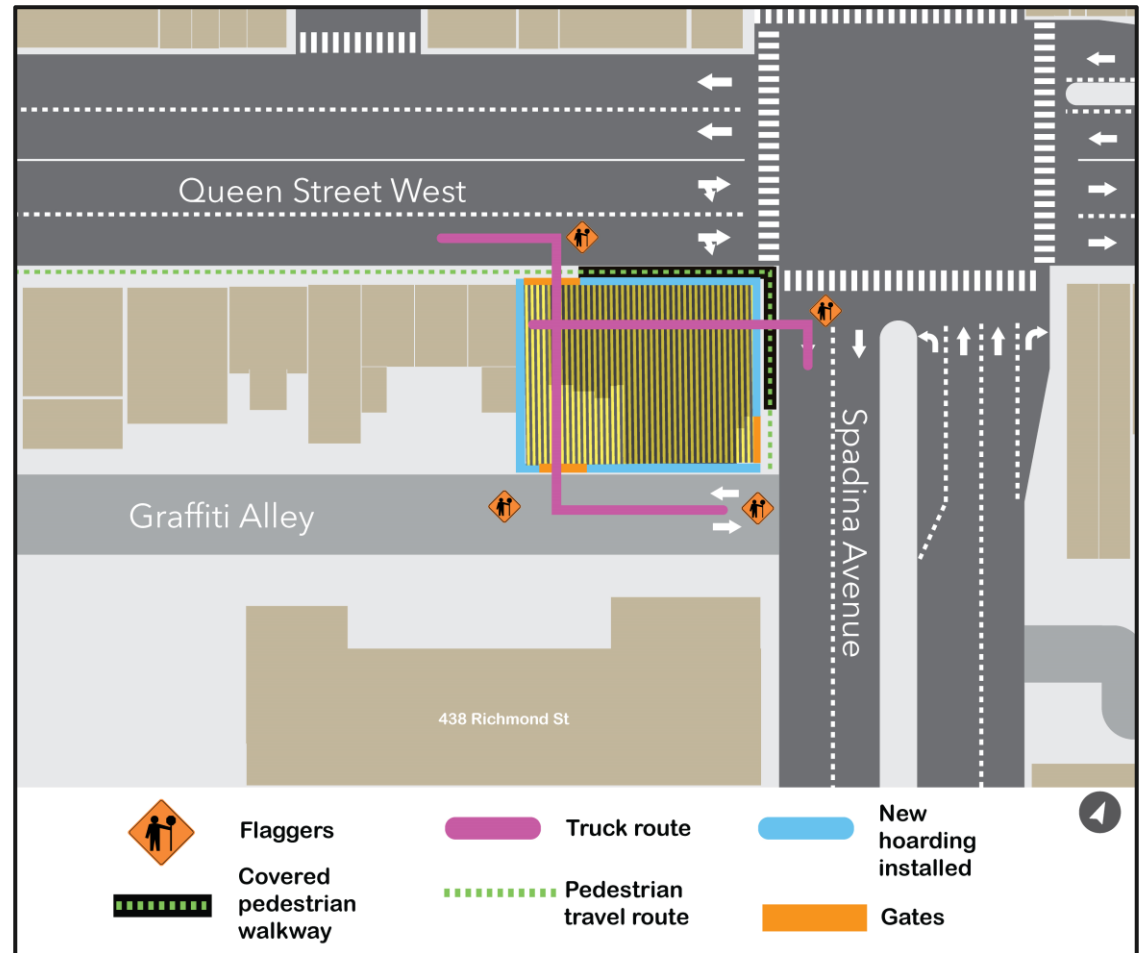 Queen Street West
Graffiti Alley
Spadina Avenue
438 Richmond St
Flaggers
Truck route
New
hoarding
installed
Covered
pedestrian
walkway
Pedestrian
travel route
Gates